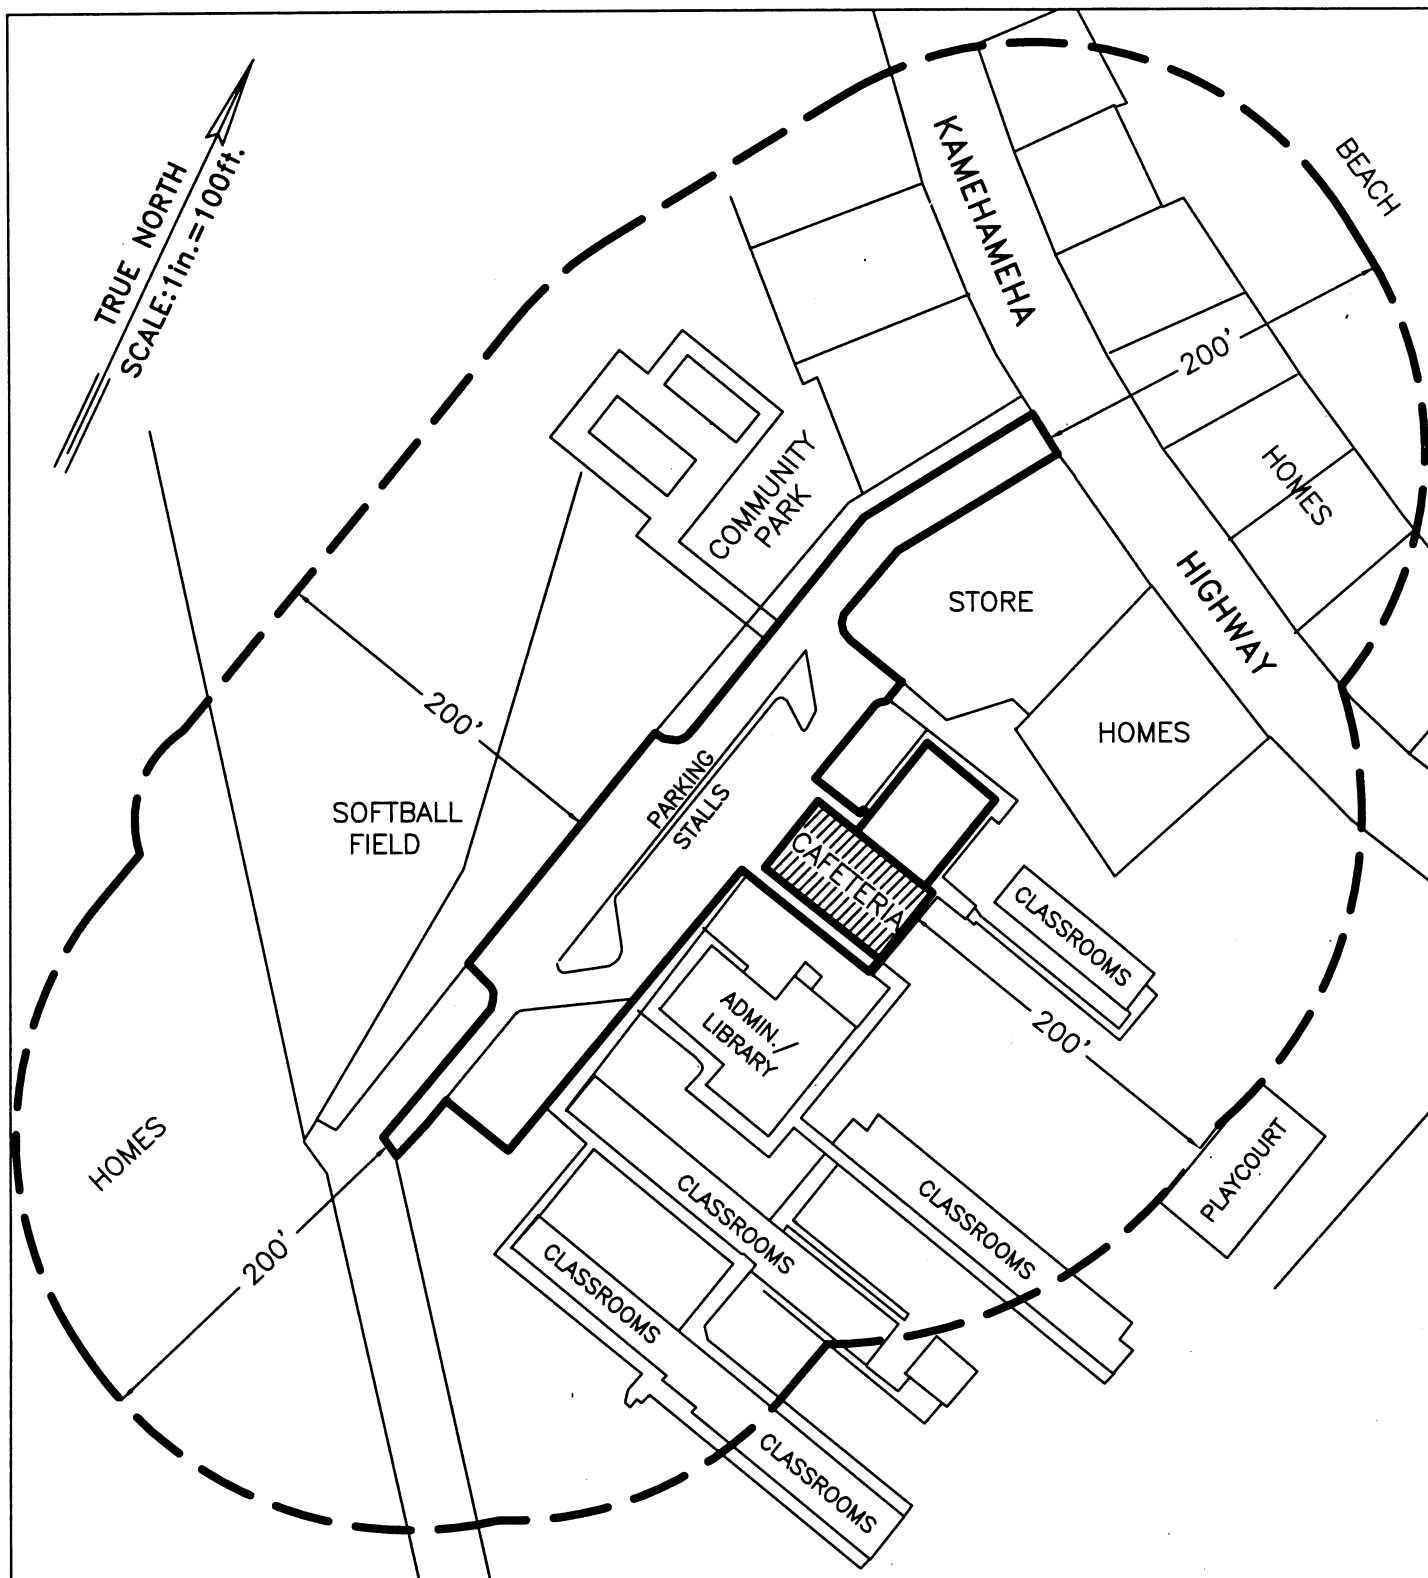 TRUE NORTH
SCALE:1in.=100ft.
KAMEHAMEHA
BEACH
200'
HOMES
COMMUNITY
PARK
STORE
HIGHWAY
HOMES
200'
SOFTBALL
FIELD
PARKING
STALLS
CAFETERIA
CLASSROOMS
200'
ADMIN./
LIBRARY
HOMES
200'
CLASSROOMS
CLASSROOMS
PLAYCOURT
CLASSROOMS
CLASSROOMS